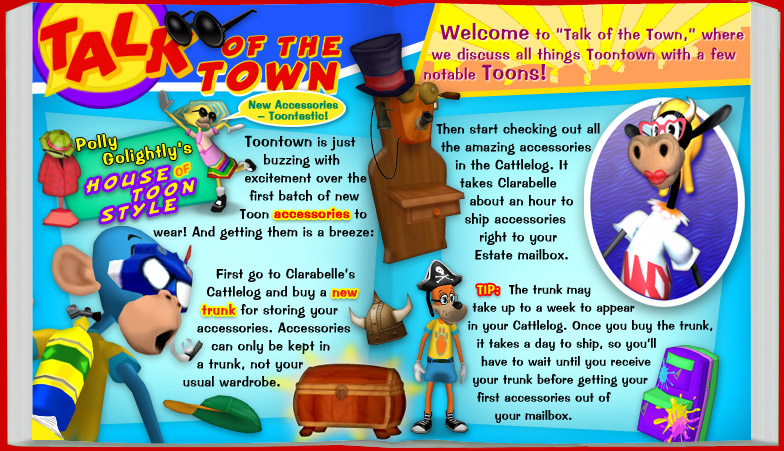 TALK
OF THE
TOWN
New Accessories
– Toontastic!
Polly
Golightly's
HOUSE OF
TOON
STYLE
Toontown is just
buzzing with
excitement over the
first batch of new
Toon accessories to
wear! And getting them is a breeze:
First go to Clarabelle's
Cattlelog and buy a new
trunk for storing your
accessories. Accessories
can only be kept in
a trunk, not your
usual wardrobe.
Welcome to "Talk of the Town," where
we discuss all things Toontown with a few
notable Toons!
Then start checking out all
the amazing accessories
in the Cattlelog. It
takes Clarabelle
about an hour to
ship accessories
right to your
Estate mailbox.
TIP: The trunk may
take up to a week to appear
in your Cattlelog. Once you buy the trunk,
it takes a day to ship, so you'll
have to wait until you receive
your trunk before getting your
first accessories out of
your mailbox.